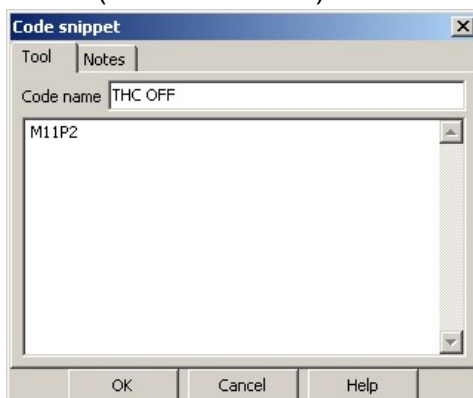 Code snippet
Tool Notes
Code name THC OFF
M11P2
OK Cancel Help